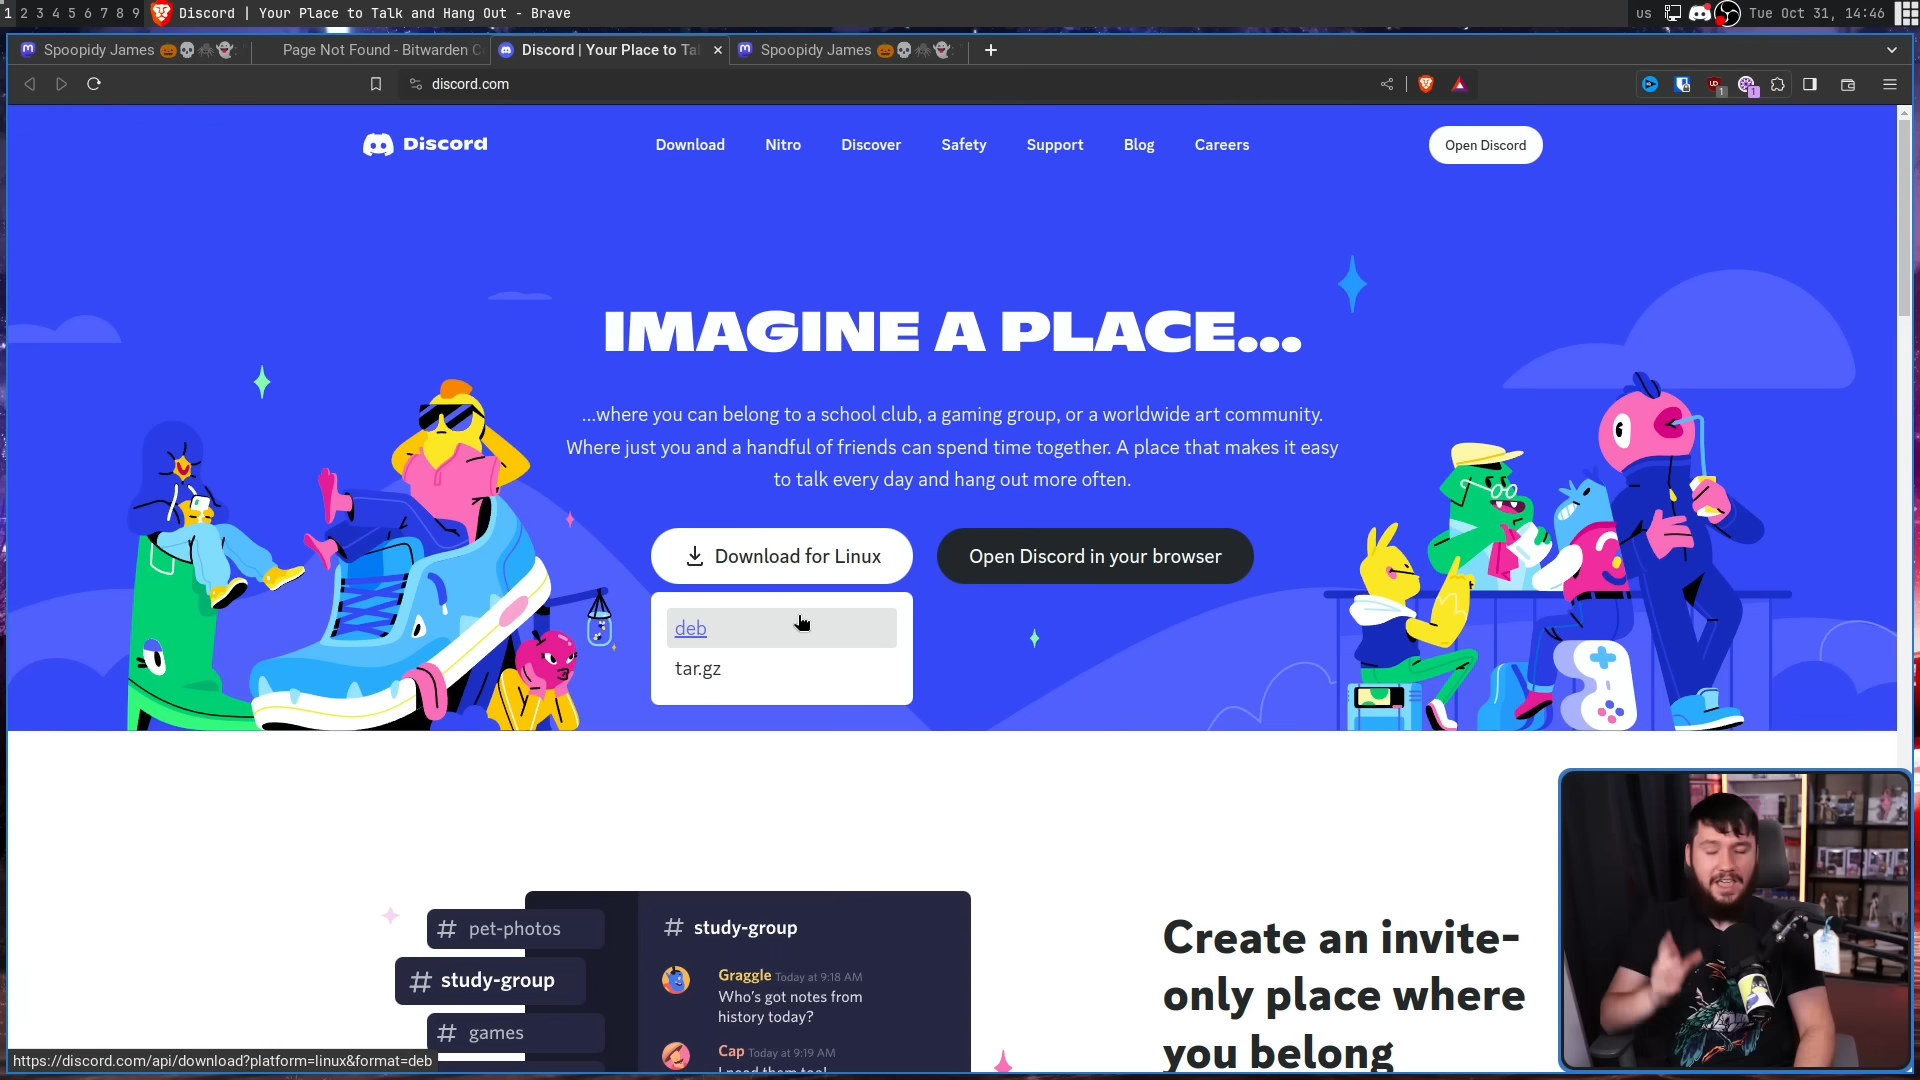 1 2 3 4 5 6 7 8 9 Discord | Your Place to Talk and Hang Out - Brave
us Tue Oct 31, 14:46
Spoopidy James 🎃💀🕷👻:
Page Not Found - Bitwarden C
Discord | Your Place to Tal
Spoopidy James 🎃💀🕷👻:
discord.com
1
1
Discord
Download
Nitro
Discover
Safety
Support
Blog
Careers
Open Discord
IMAGINE A PLACE...
...where you can belong to a school club, a gaming group, or a worldwide art community.
Where just you and a handful of friends can spend time together. A place that makes it easy
to talk every day and hang out more often.
Download for Linux
Open Discord in your browser
deb
tar.gz
# pet-photos
# study-group
# games
# study-group
Graggle Today at 9:18 AM
Who's got notes from
history today?
Cap Today at 9:19 AM
I need them too!
Create an invite-
only place where
you belong
https://discord.com/api/download?platform=linux&format=deb